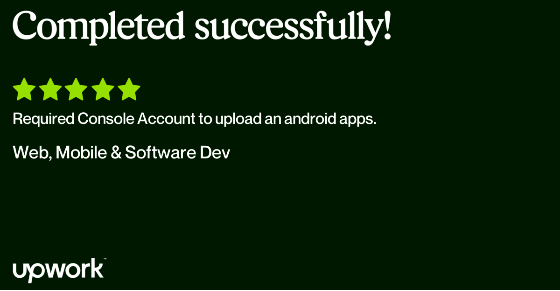 Completed successfully!
Required Console Account to upload an android apps.
Web, Mobile & Software Dev
upwork